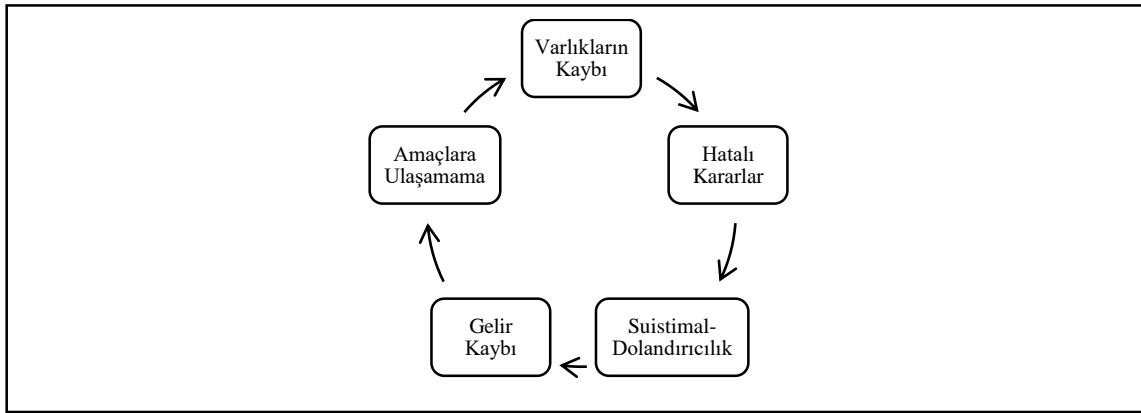 Varlıkların
Kaybı
Hatalı
Kararlar
Suistimal-
Dolandırıcılık
Gelir
Kaybı
Amaçlara
Ulaşamama